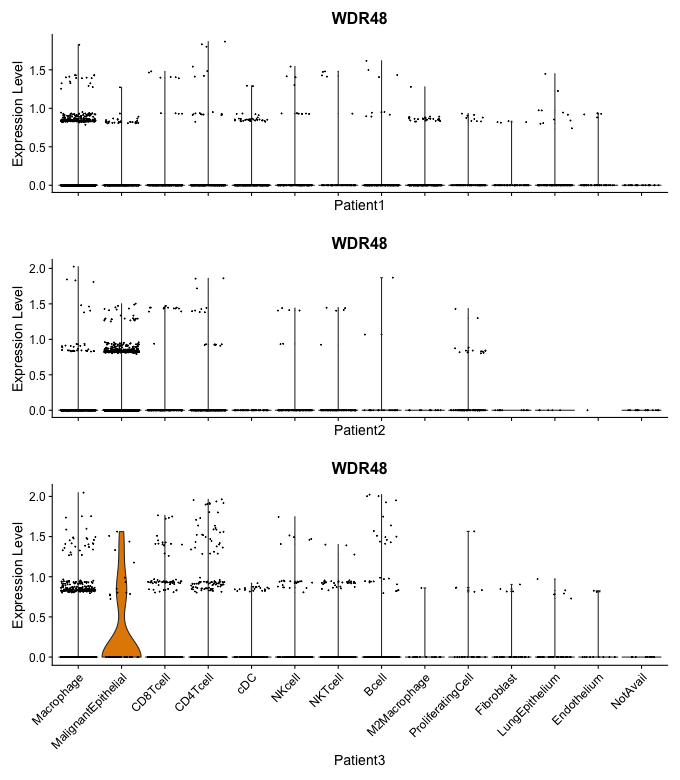 WDR48
Expression Level
1.5
1.0
0.5
0.0
Patient1
WDR48
Expression Level
2.0
1.5
1.0
0.5
0.0
Patient2
WDR48
Expression Level
2.0
1.5
1.0
0.5
0.0
Macrophage
MalignantEpithelial
CD8Tcell
CD4Tcell
cDC
NKcell
NKTcell
Bcell
M2Macrophage
ProliferatingCell
Fibroblast
LungEpithelium
Endothelium
NotAvail
Patient3